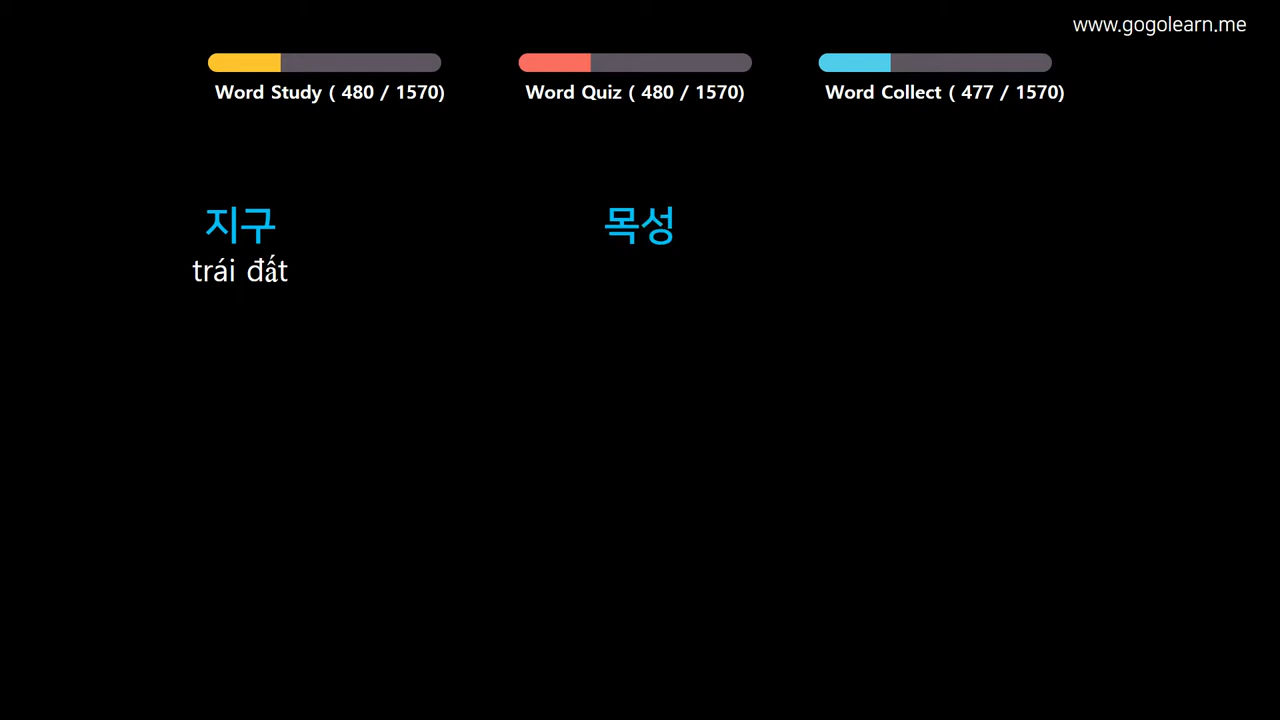 www.gogolearn.me
Word Study ( 480 / 1570)
Word Quiz ( 480 / 1570)
Word Collect ( 477 / 1570)
지구
목성
trái đất